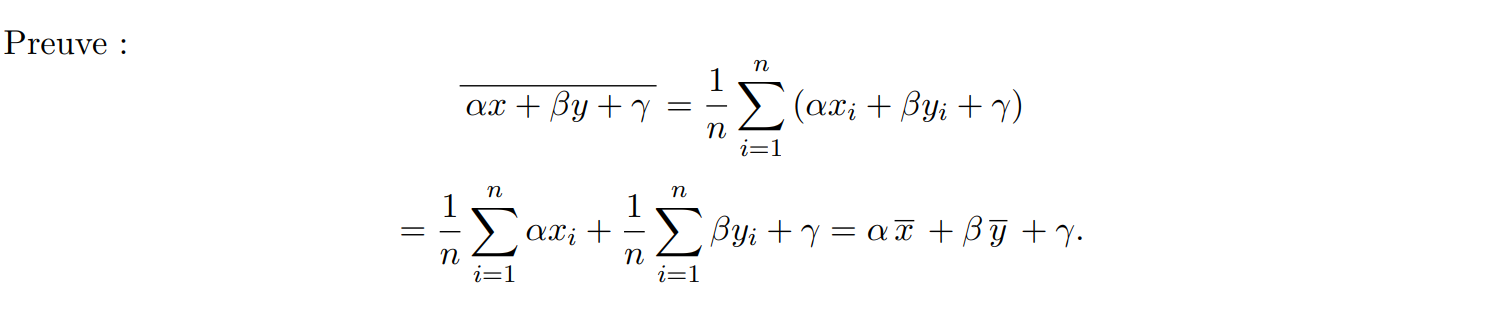 Preuve :
$$\overline{\alpha x + \beta y + \gamma} = \frac{1}{n} \sum_{i=1}^{n} (\alpha x_i + \beta y_i + \gamma)$$
$$= \frac{1}{n} \sum_{i=1}^{n} \alpha x_i + \frac{1}{n} \sum_{i=1}^{n} \beta y_i + \gamma = \alpha \, \overline{x} \, + \beta \, \overline{y} \, + \gamma.$$